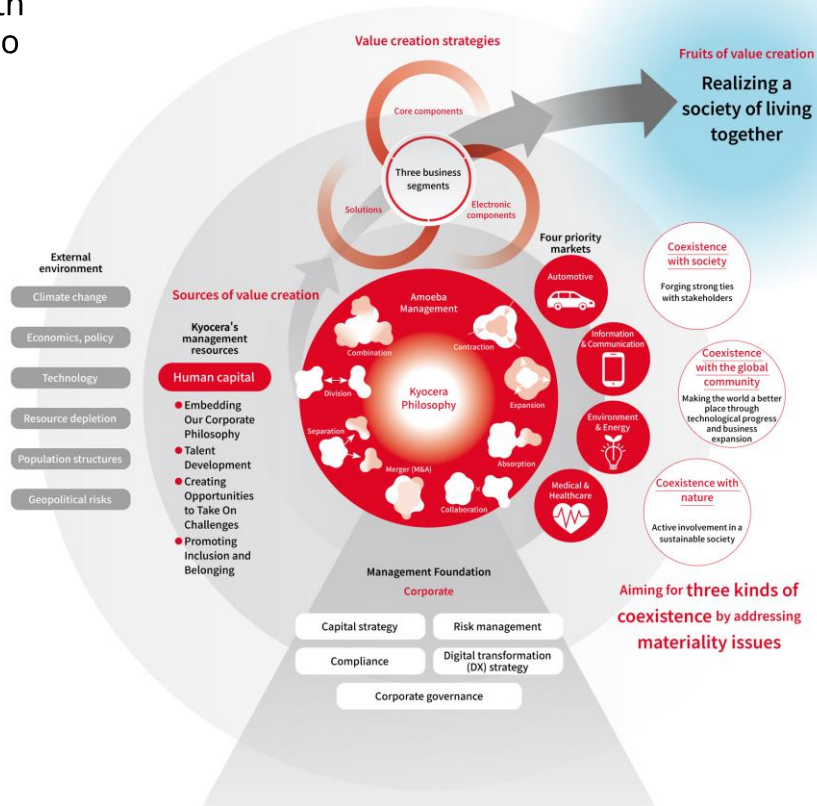 Value creation strategies
Core components
Three business
segments
Solutions
Electronic
components
Fruits of value creation
Realizing a
society of living
together
External
environment
Climate change
Economics, policy
Technology
Resource depletion
Population structures
Geopolitical risks
Sources of value creation
Kyocera's
management
resources
Human capital
Embedding
Our Corporate
Philosophy
Talent
Development
Creating
Opportunities
to Take On
Challenges
Promoting
Inclusion and
Belonging
Amoeba
Management
Combination
Contraction
Division
Kyocera
Philosophy
Expansion
Separation
Absorption
Merger (M&A)
Collaboration
Four priority
markets
Automotive
Information
& Communication
Environment
& Energy
Medical &
Healthcare
Coexistence
with society
Forging strong ties
with stakeholders
Coexistence
with the global
community
Making the world a better
place through
technological progress
and business
expansion
Coexistence with
nature
Active involvement in a
sustainable society
Aiming for three kinds of
coexistence by addressing
materiality issues
Management Foundation
Corporate
Capital strategy
Risk management
Compliance
Digital transformation
(DX) strategy
Corporate governance